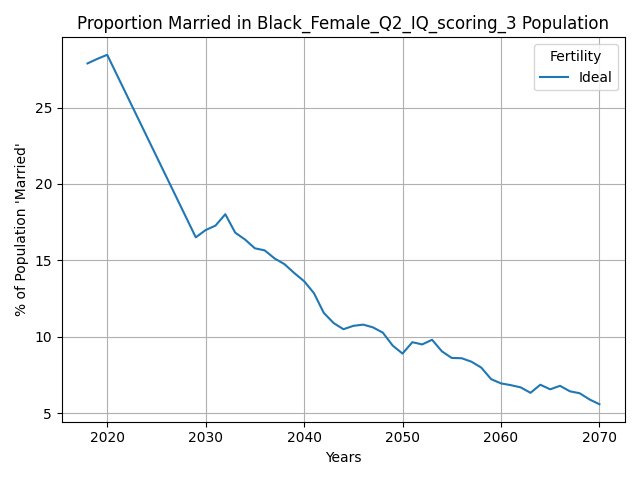 Proportion Married in Black_Female_Q2_IQ_scoring_3 Population
Fertility
Ideal
% of Population 'Married'
25
20
15
10
5
2020 2030 2040 2050 2060 2070
Years